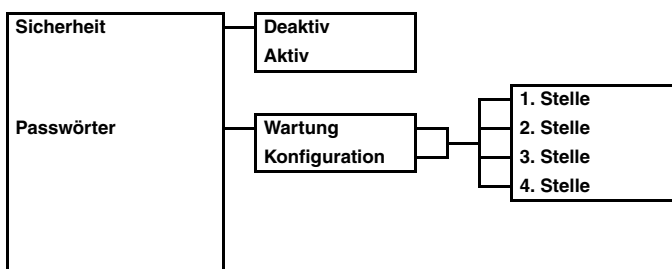 Sicherheit
Deaktiv
Aktiv
Passwörter
Wartung
Konfiguration
1. Stelle
2. Stelle
3. Stelle
4. Stelle